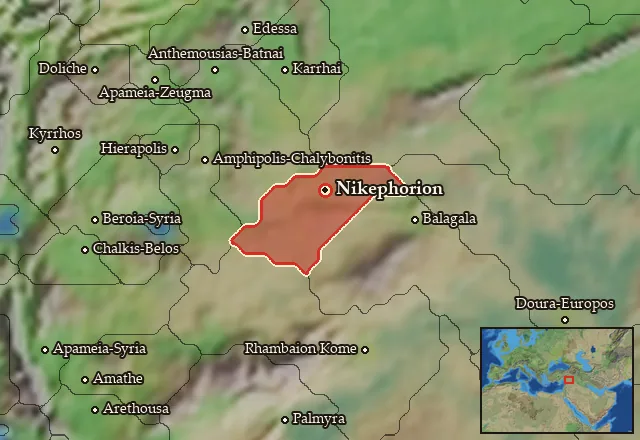 Edessa
Anthemousias-Batnai
Doliche
Karrhai
Apameia-Zeugma
Kyrrhos
Hierapolis
Amphipolis-Chalybonitis
Nikephorion
Beroia-Syria
Balagala
Chalkis-Belos
Doura-Europos
Apameia-Syria
Rhambaion Kome
Amathe
Arethousa
Palmyra